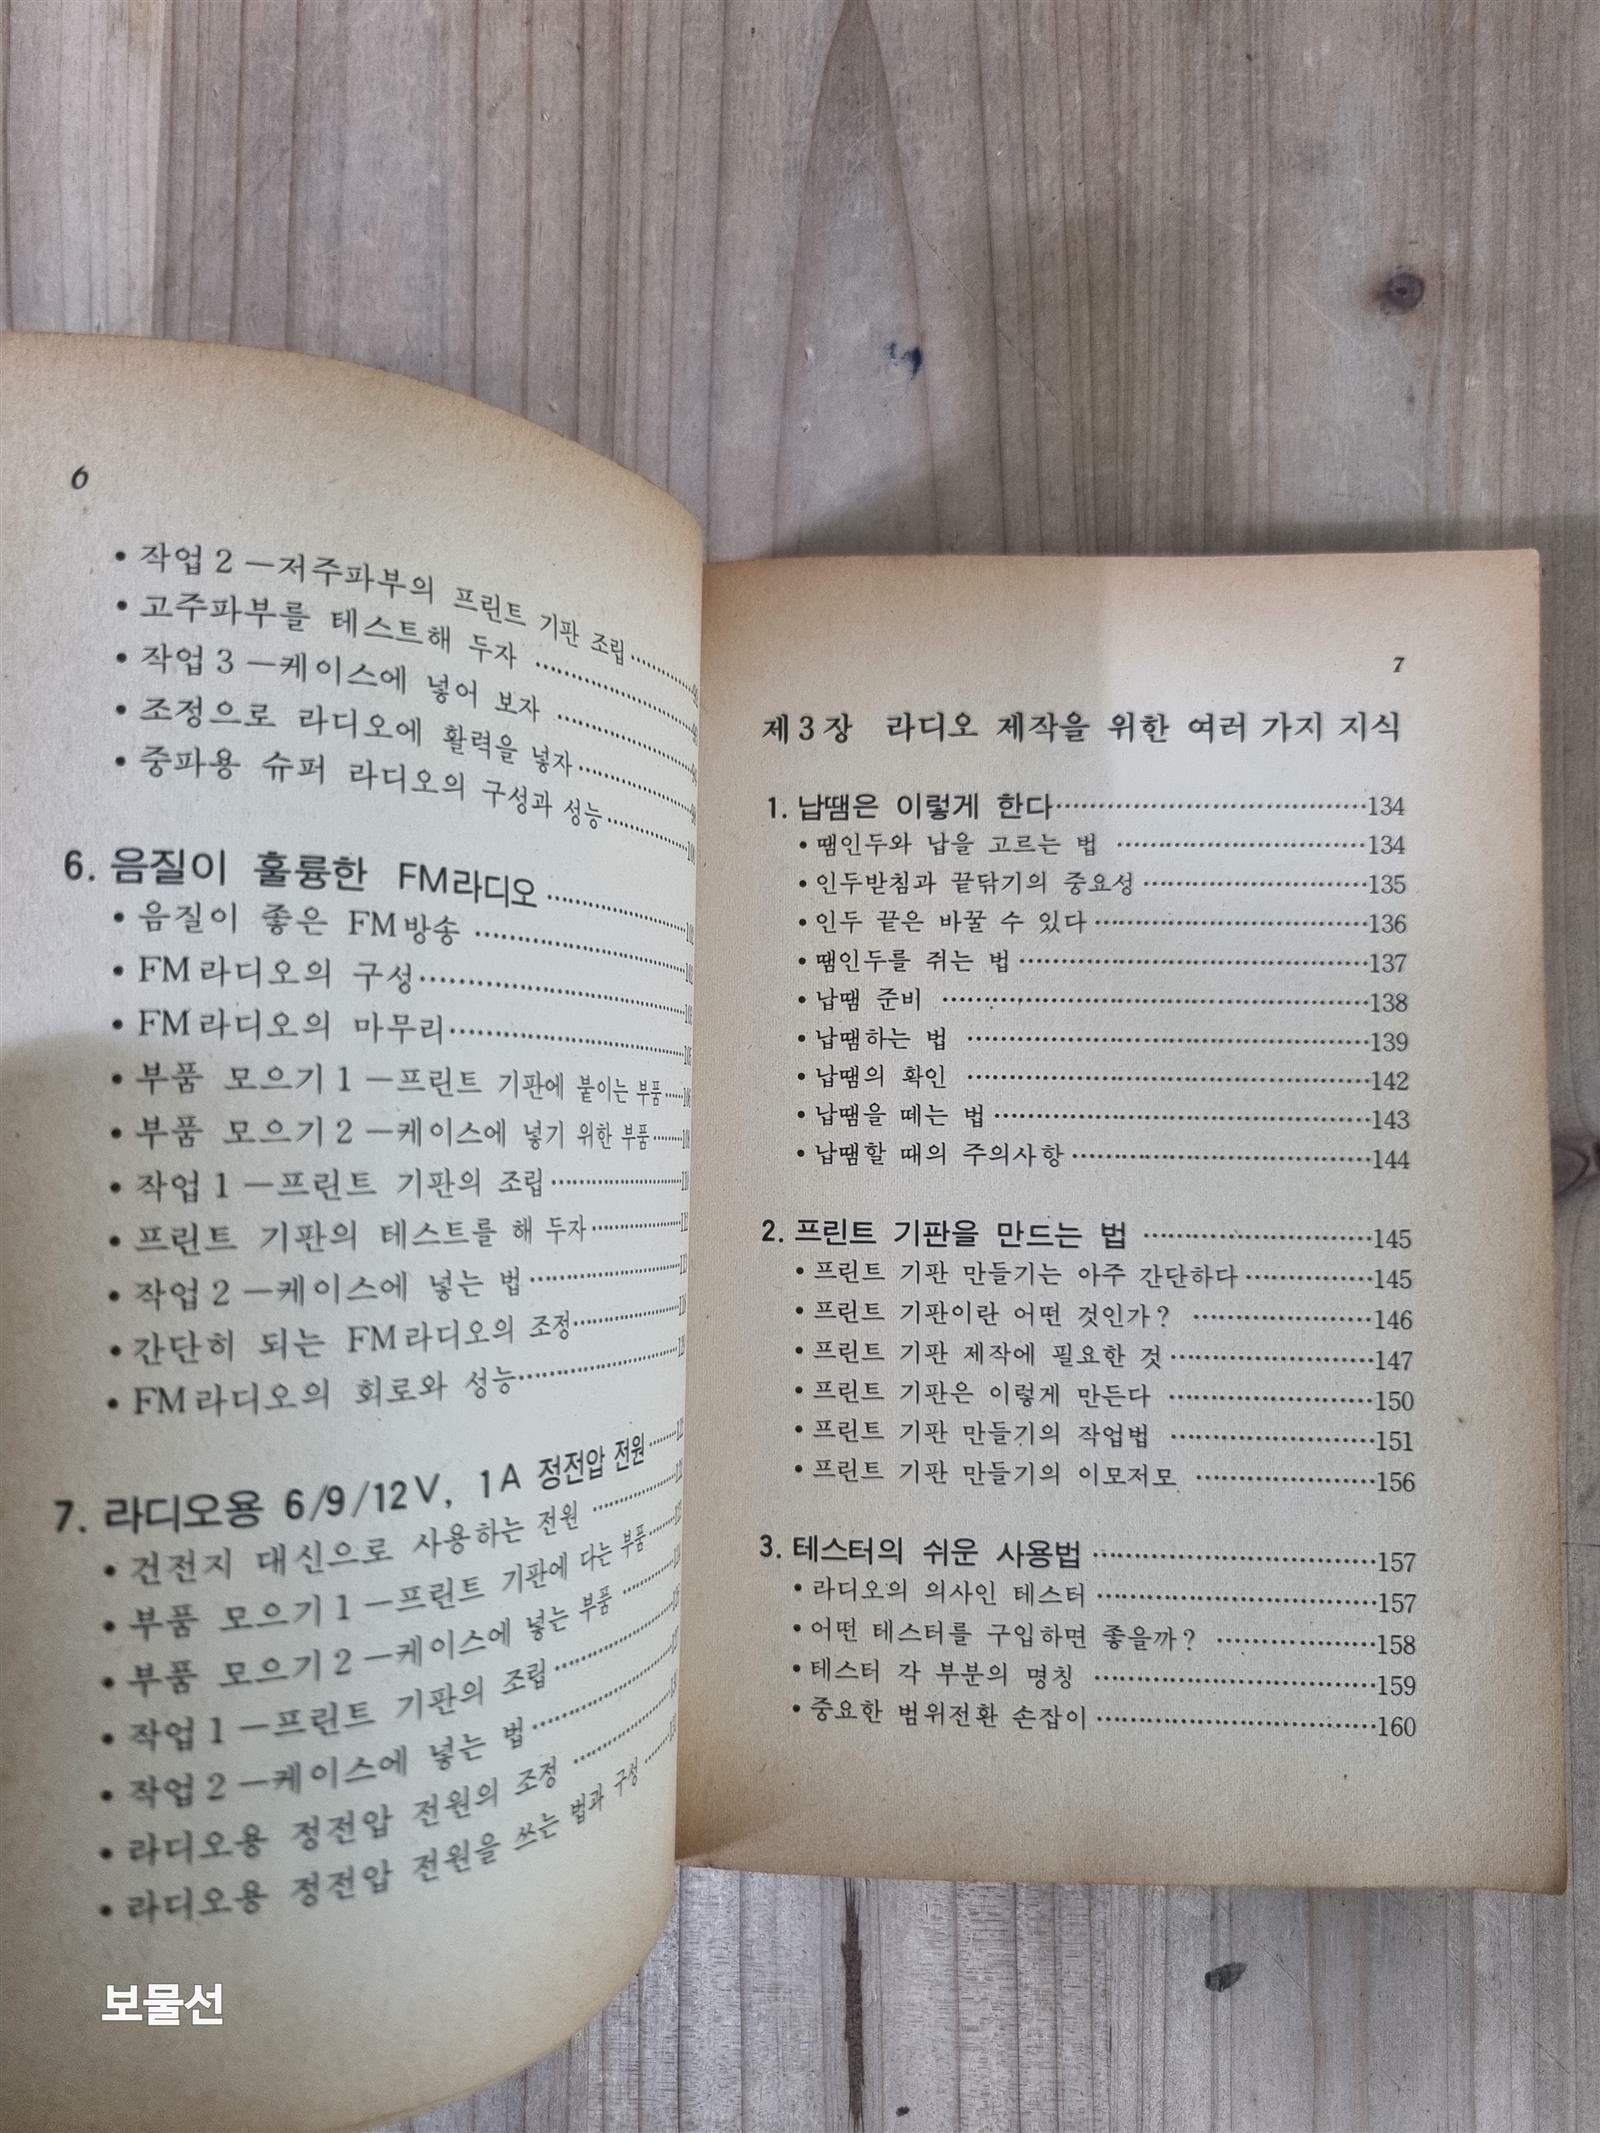 6
• 작업 2 —저주파부의 프린트 기판 조립
• 고주파부를 테스트해 두자
• 작업 3 —케이스에 넣어 보자
• 조정으로 라디오에 활력을 넣자
• 중파용 슈퍼 라디오의 구성과 성능
6. 음질이 훌륭한 FM라디오
• 음질이 좋은 FM방송
• FM라디오의 구성
• FM라디오의 마무리
• 부품 모으기 1 —프린트 기판에 붙이는 부품
• 부품 모으기 2 —케이스에 넣기 위한 부품
• 작업 1 —프린트 기판의 조립
• 프린트 기판의 테스트를 해 두자
• 작업 2 —케이스에 넣는 법
• 간단히 되는 FM라디오의 조정
• FM라디오의 회로와 성능
7. 라디오용 6/9/12V, 1A 정전압 전원
• 건전지 대신으로 사용하는 전원
• 부품 모으기 1 —프린트 기판에 다는 부품
• 부품 모으기 2 —케이스에 넣는 부품
• 작업 1 —프린트 기판의 조립
• 작업 2 —케이스에 넣는 법
• 라디오용 정전압 전원의 조정
• 라디오용 정전압 전원을 쓰는 법과 구성
보물선
7
제 3 장 라디오 제작을 위한 여러 가지 지식
1. 납땜은 이렇게 한다……134
• 땜인두와 납을 고르는 법……134
• 인두받침과 끝닦기의 중요성……135
• 인두 끝은 바꿀 수 있다……136
• 땜인두를 쥐는 법……137
• 납땜 준비……138
• 납땜하는 법……139
• 납땜의 확인……142
• 납땜을 떼는 법……143
• 납땜할 때의 주의사항……144
2. 프린트 기판을 만드는 법……145
• 프린트 기판 만들기는 아주 간단하다……145
• 프린트 기판이란 어떤 것인가?……146
• 프린트 기판 제작에 필요한 것……147
• 프린트 기판은 이렇게 만든다……150
• 프린트 기판 만들기의 작업법……151
• 프린트 기판 만들기의 이모저모……156
3. 테스터의 쉬운 사용법……157
• 라디오의 의사인 테스터……157
• 어떤 테스터를 구입하면 좋을까?……158
• 테스터 각 부분의 명칭……159
• 중요한 범위전환 손잡이……160